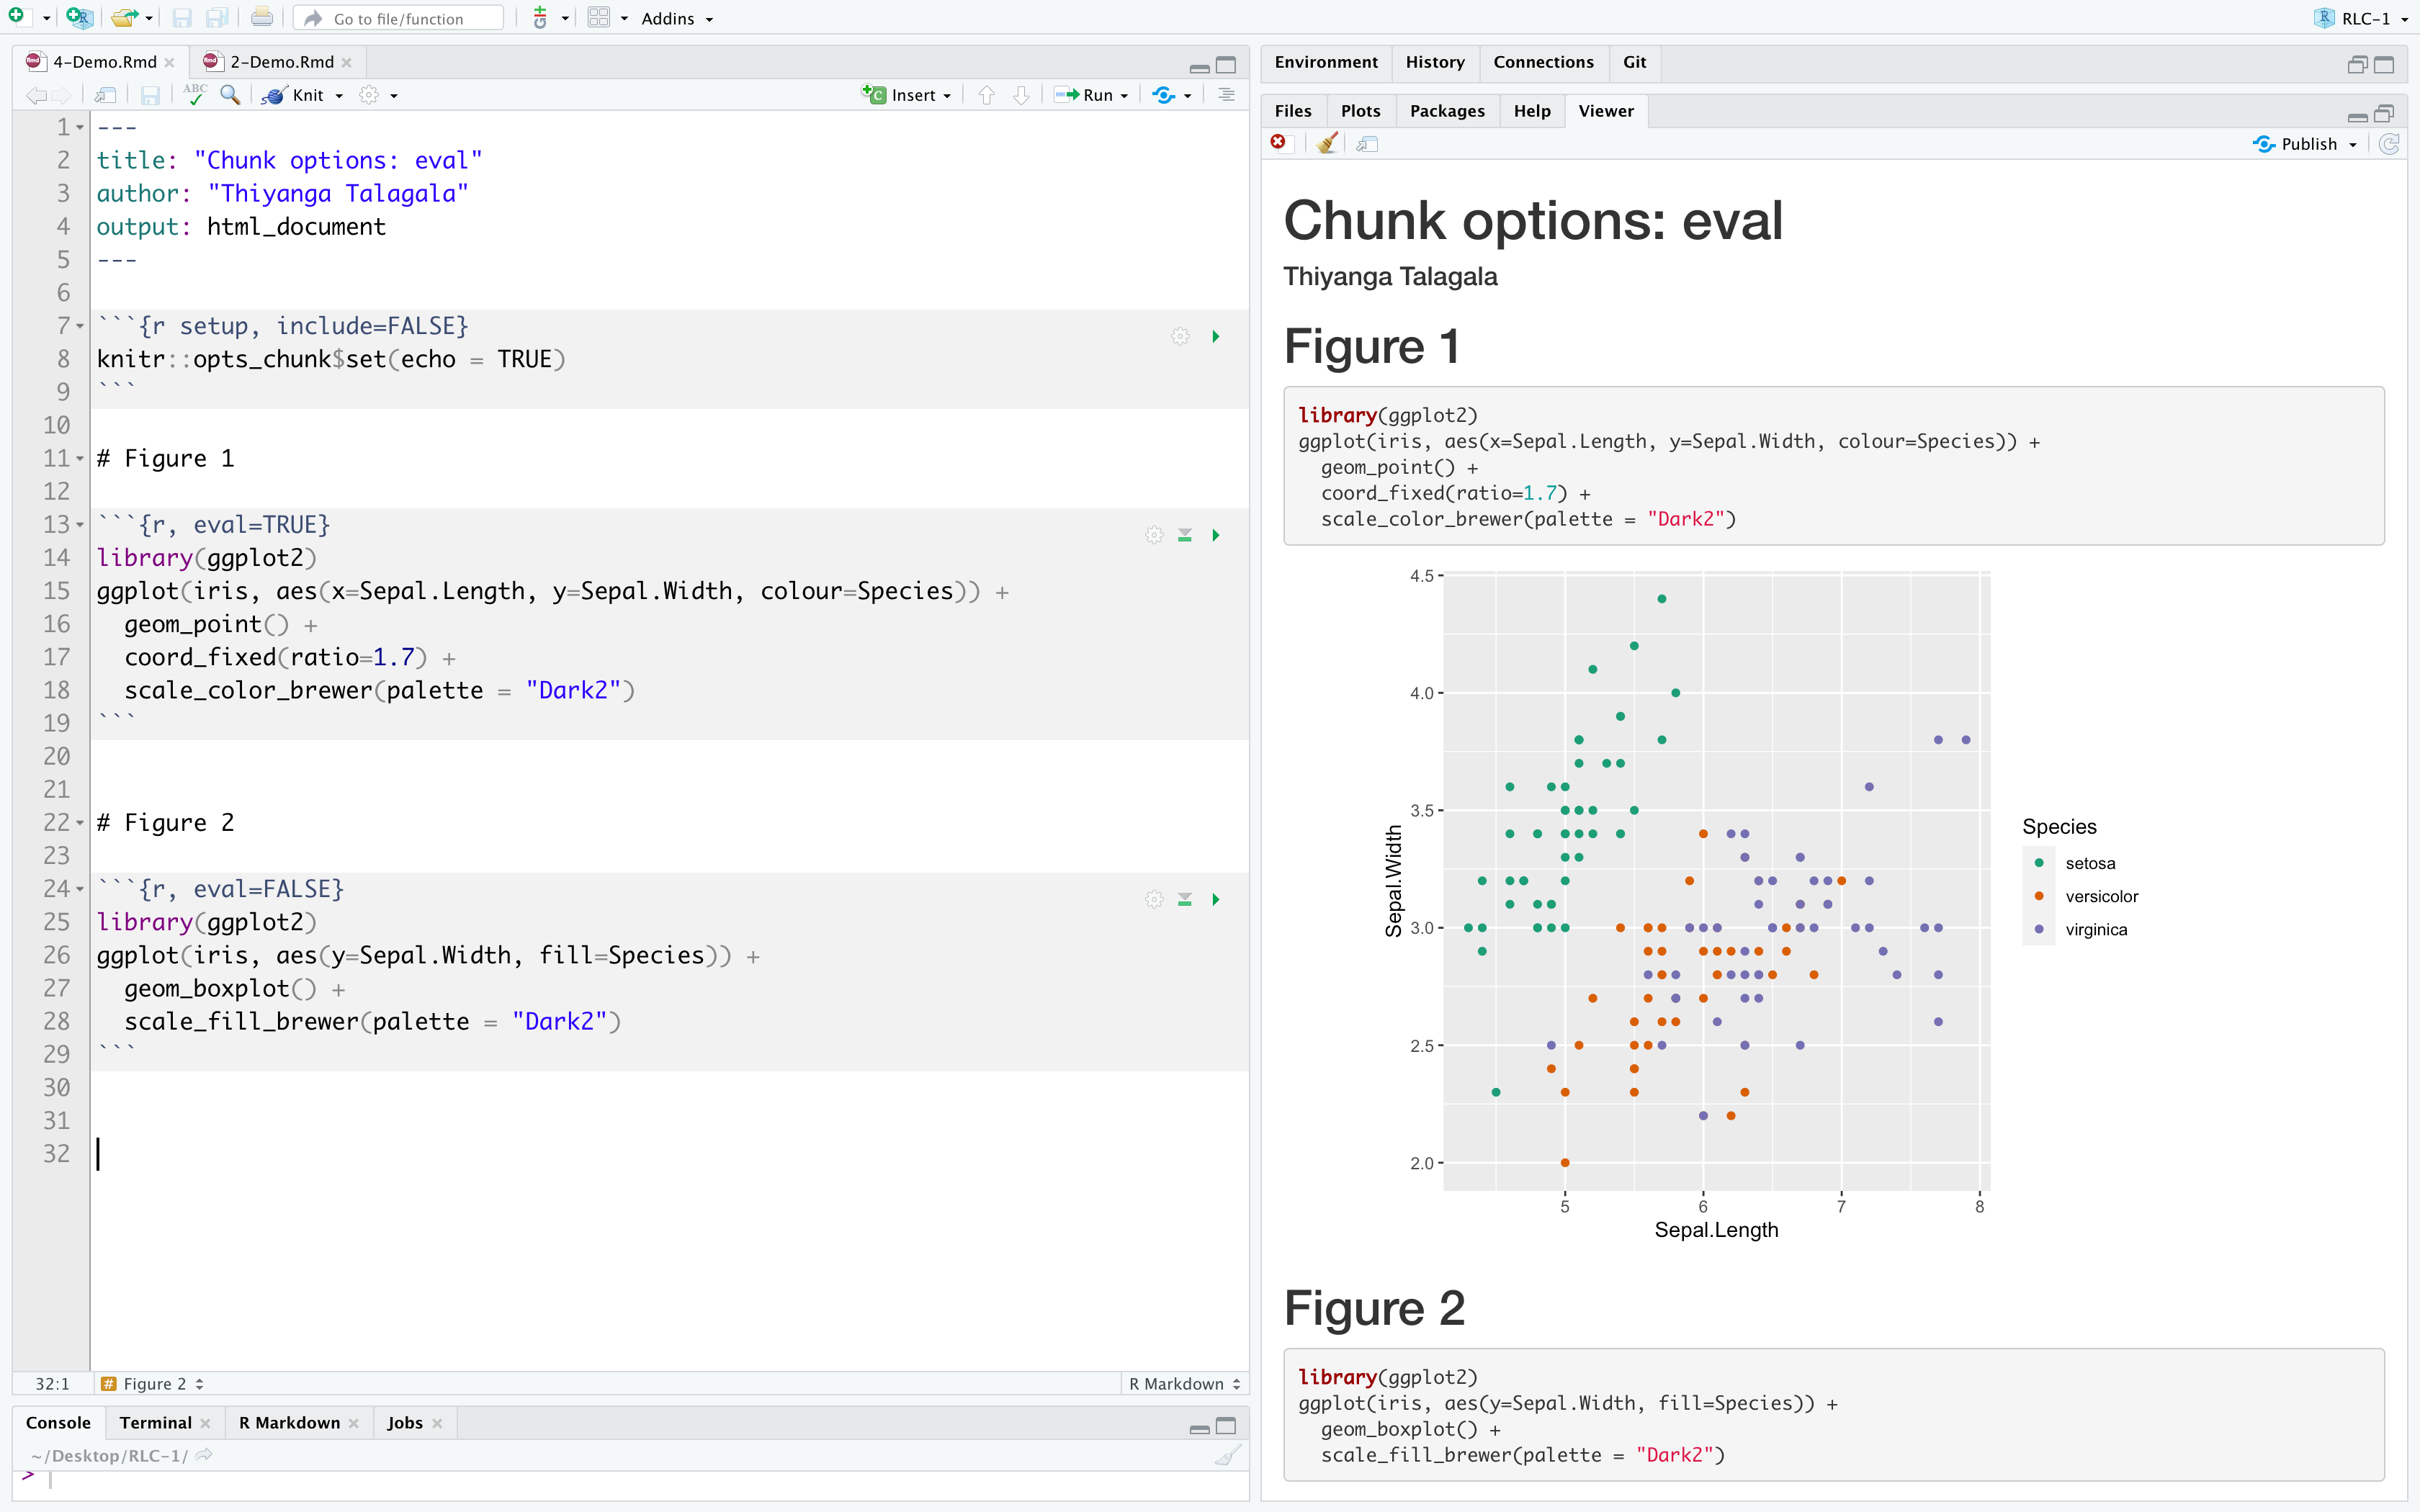 Go to file/function
Addins
RLC-1
4-Demo.Rmd
2-Demo.Rmd
ABC
Knit
Insert
Run
1 ---
2 title: "Chunk options: eval"
3 author: "Thiyanga Talagala"
4 output: html_document
5 ---
6
7 ```{r setup, include=FALSE}
8 knitr::opts_chunk$set(echo = TRUE)
9 ```
10
11 # Figure 1
12
13 ```{r, eval=TRUE}
14 library(ggplot2)
15 ggplot(iris, aes(x=Sepal.Length, y=Sepal.Width, colour=Species)) +
16 geom_point() +
17 coord_fixed(ratio=1.7) +
18 scale_color_brewer(palette = "Dark2")
19 ```
20
21
22 # Figure 2
23
24 ```{r, eval=FALSE}
25 library(ggplot2)
26 ggplot(iris, aes(y=Sepal.Width, fill=Species)) +
27 geom_boxplot() +
28 scale_fill_brewer(palette = "Dark2")
29 ```
30
31
32
32:1 # Figure 2 R Markdown
Console Terminal R Markdown Jobs
~/Desktop/RLC-1/
>
Environment History Connections Git
Files Plots Packages Help Viewer
Publish
Chunk options: eval
Thiyanga Talagala
Figure 1
library(ggplot2)
ggplot(iris, aes(x=Sepal.Length, y=Sepal.Width, colour=Species)) +
geom_point() +
coord_fixed(ratio=1.7) +
scale_color_brewer(palette = "Dark2")
4.5
4.0
3.5
3.0
2.5
2.0
Sepal.Width
5 6 7 8
Sepal.Length
Species
setosa
versicolor
virginica
Figure 2
library(ggplot2)
ggplot(iris, aes(y=Sepal.Width, fill=Species)) +
geom_boxplot() +
scale_fill_brewer(palette = "Dark2")